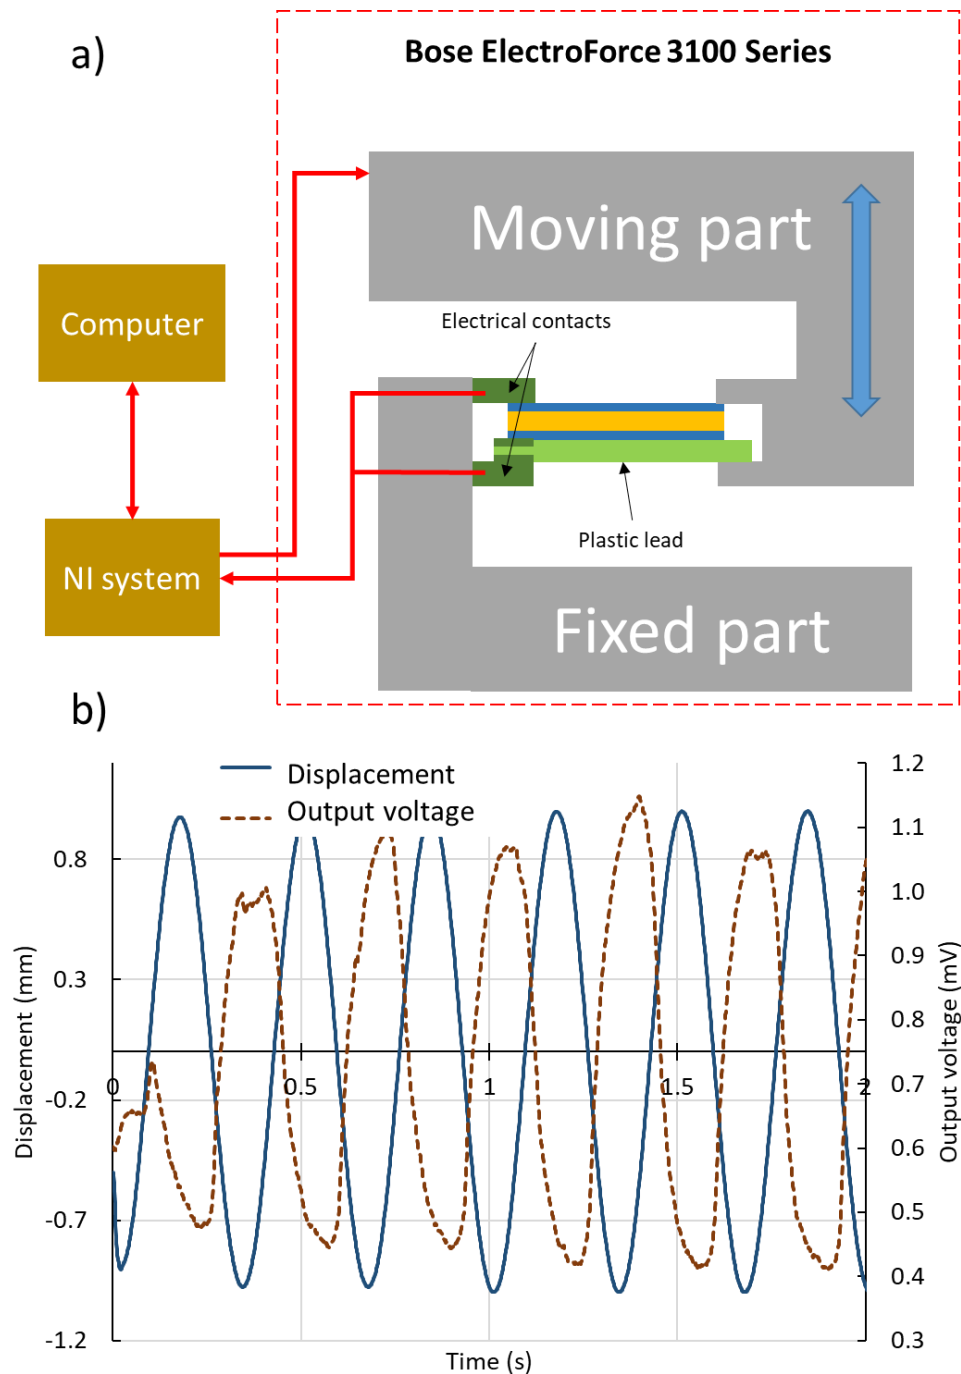 a)
Bose ElectroForce 3100 Series
Moving part
Computer
Electrical contacts
Plastic lead
NI system
Fixed part
b)
Displacement
Output voltage
1.2
1.1
0.8
1.0
0.9
0.3
0.8
0
0.5
1
1.5
2
0.7
-0.2
0.6
-0.7
0.5
0.4
-1.2
0.3
Displacement (mm)
Output voltage (mV)
Time (s)